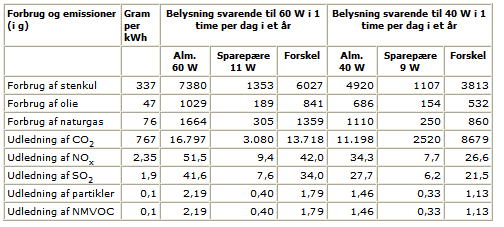 Forbrug og emissioner (i g) Gram per kWh Belysning svarende til 60 W i 1 time per dag i et år Belysning svarende til 40 W i 1 time per dag i et år
Alm. 60 W Sparepære 11 W Forskel Alm. 40 W Sparepære 9 W Forskel
Forbrug af stenkul 337 7380 1353 6027 4920 1107 3813
Forbrug af olie 47 1029 189 841 686 154 532
Forbrug af naturgas 76 1664 305 1359 1110 250 860
Udledning af CO2 767 16.797 3.080 13.718 11.198 2520 8679
Udledning af NOx 2,35 51,5 9,4 42,0 34,3 7,7 26,6
Udledning af SO2 1,9 41,6 7,6 34,0 27,7 6,2 21,5
Udledning af partikler 0,1 2,19 0,40 1,79 1,46 0,33 1,13
Udledning af NMVOC 0,1 2,19 0,40 1,79 1,46 0,33 1,13